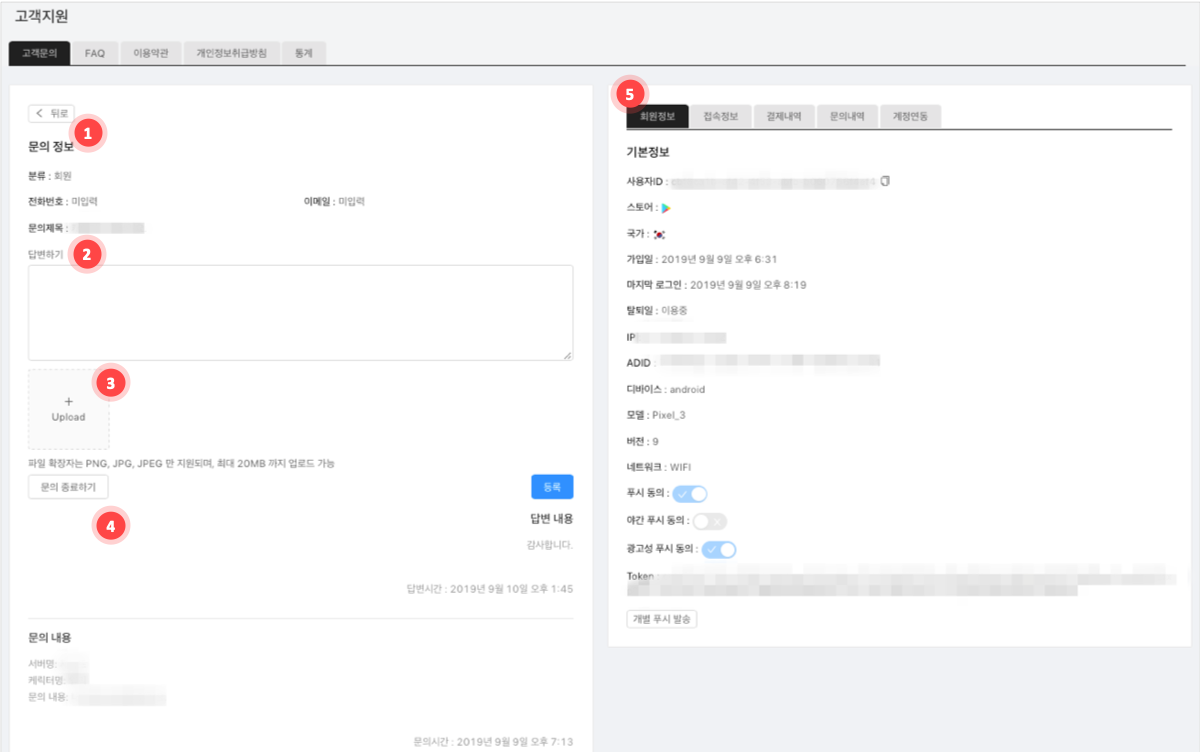 고객지원
고객문의 FAQ 이용약관 개인정보취급방침 통계
뒤로
1
문의 정보
분류 : 회원
전화번호 : 미입력 이메일 : 미입력
문의제목 :
답변하기
2
3
+
Upload
파일 확장자는 PNG, JPG, JPEG 만 지원되며, 최대 20MB 까지 업로드 가능
문의 종료하기 등록
4
답변 내용
감사합니다.
답변시간 : 2019년 9월 10일 오후 1:45
문의 내용
서버명:
캐릭터명:
문의 내용:
문의시간 : 2019년 9월 9일 오후 7:13
5
회원정보 접속정보 결제내역 문의내역 계정연동
기본정보
사용자ID :
스토어 :
국가 :
가입일 : 2019년 9월 9일 오후 6:31
마지막 로그인 : 2019년 9월 9일 오후 8:19
탈퇴일 : 이용중
IP
ADID :
디바이스 : android
모델 : Pixel_3
버전 : 9
네트워크 : WIFI
푸시 동의 :
야간 푸시 동의 :
광고성 푸시 동의 :
Token
개별 푸시 발송